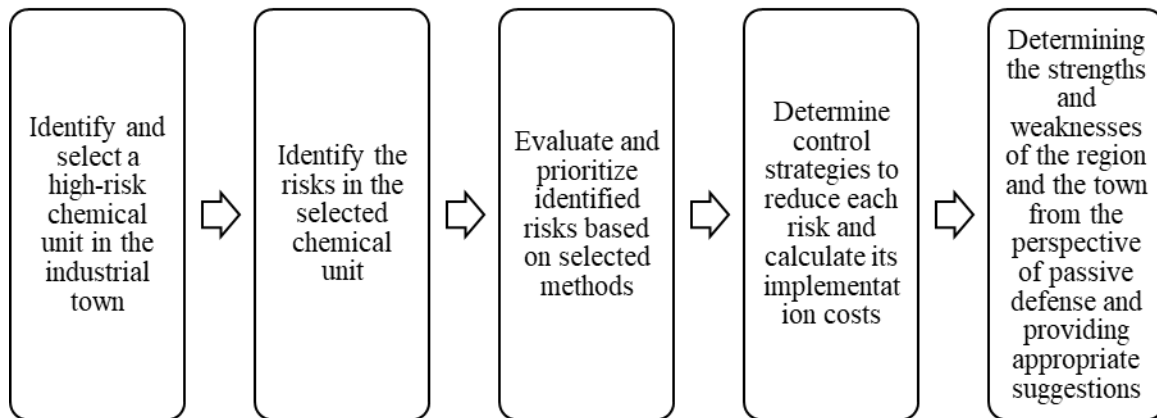 Identify and
select a
high-risk
chemical
unit in the
industrial
town
Identify the
risks in the
selected
chemical
unit
Evaluate and
prioritize
identified
risks based
on selected
methods
Determine
control
strategies to
reduce each
risk and
calculate its
implementat
ion costs
Determining
the strengths
and
weaknesses
of the region
and the town
from the
perspective
of passive
defense and
providing
appropriate
suggestions